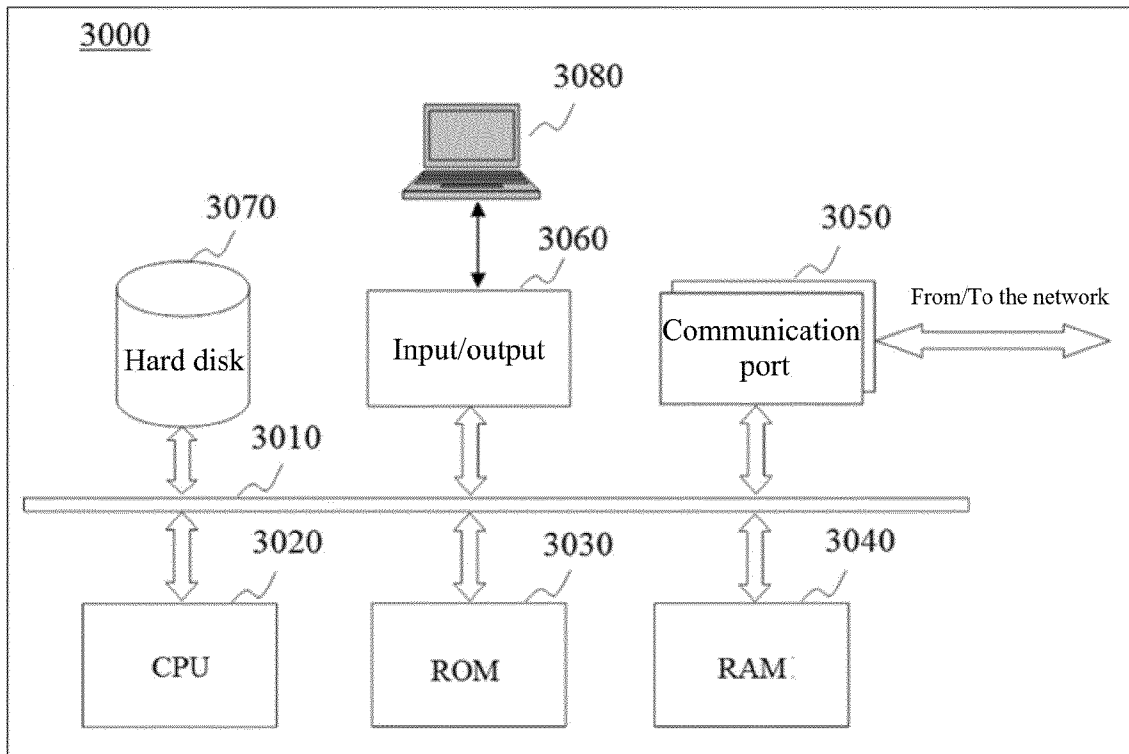 3000
3080
3070
3060
3050
From/To the network
Hard disk
Input/output
Communication
port
3010
3020
3030
3040
CPU
ROM
RAM